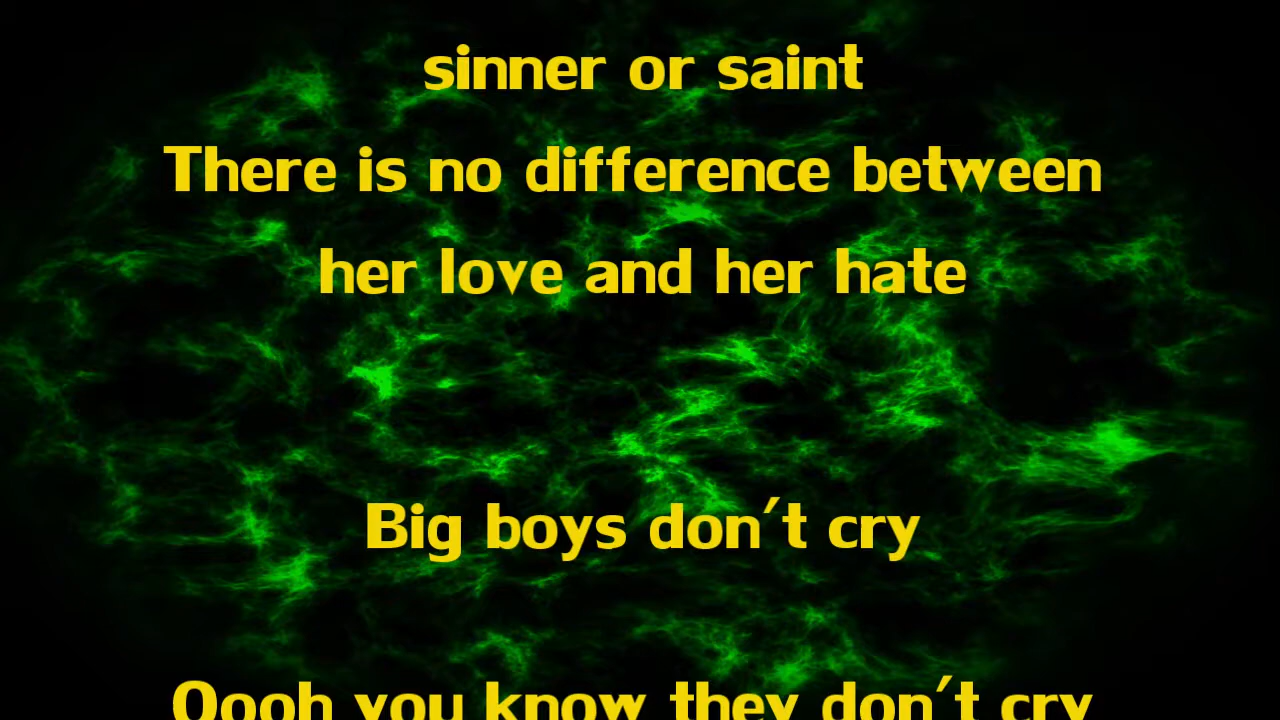 sinner or saint
There is no difference between
her love and her hate
Big boys don't cry
Oooh you know they don't cry